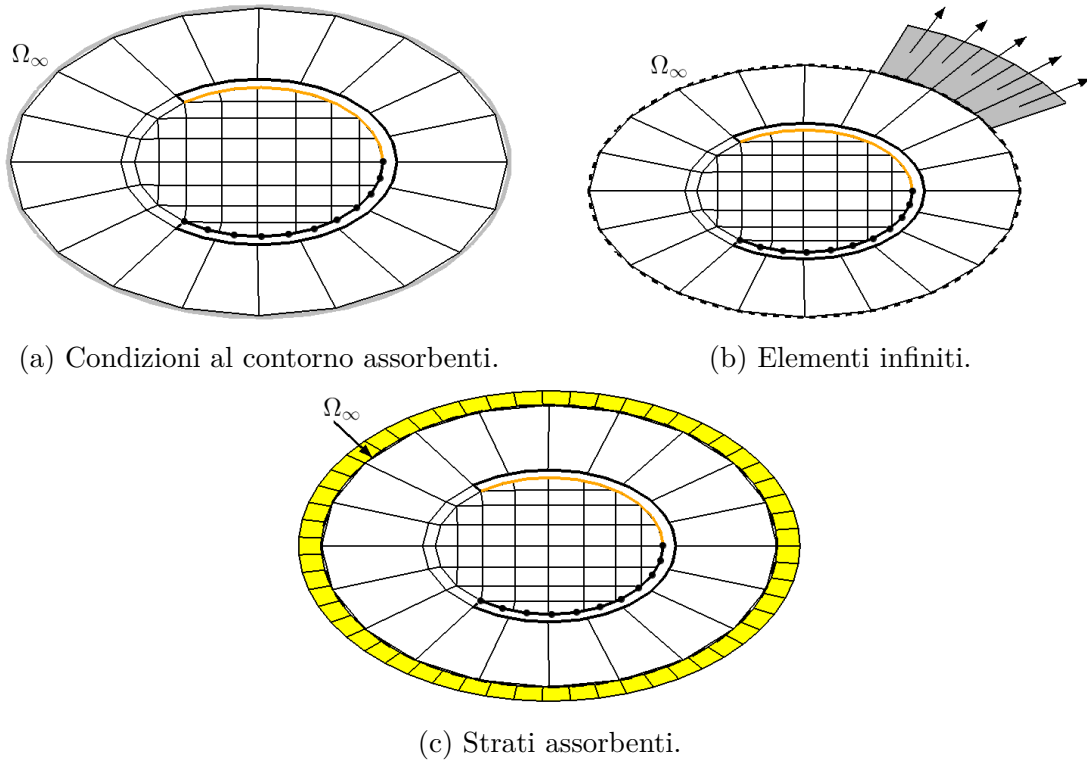 Ω∞
Ω∞
(a) Condizioni al contorno assorbenti.
(b) Elementi infiniti.
Ω∞
(c) Strati assorbenti.